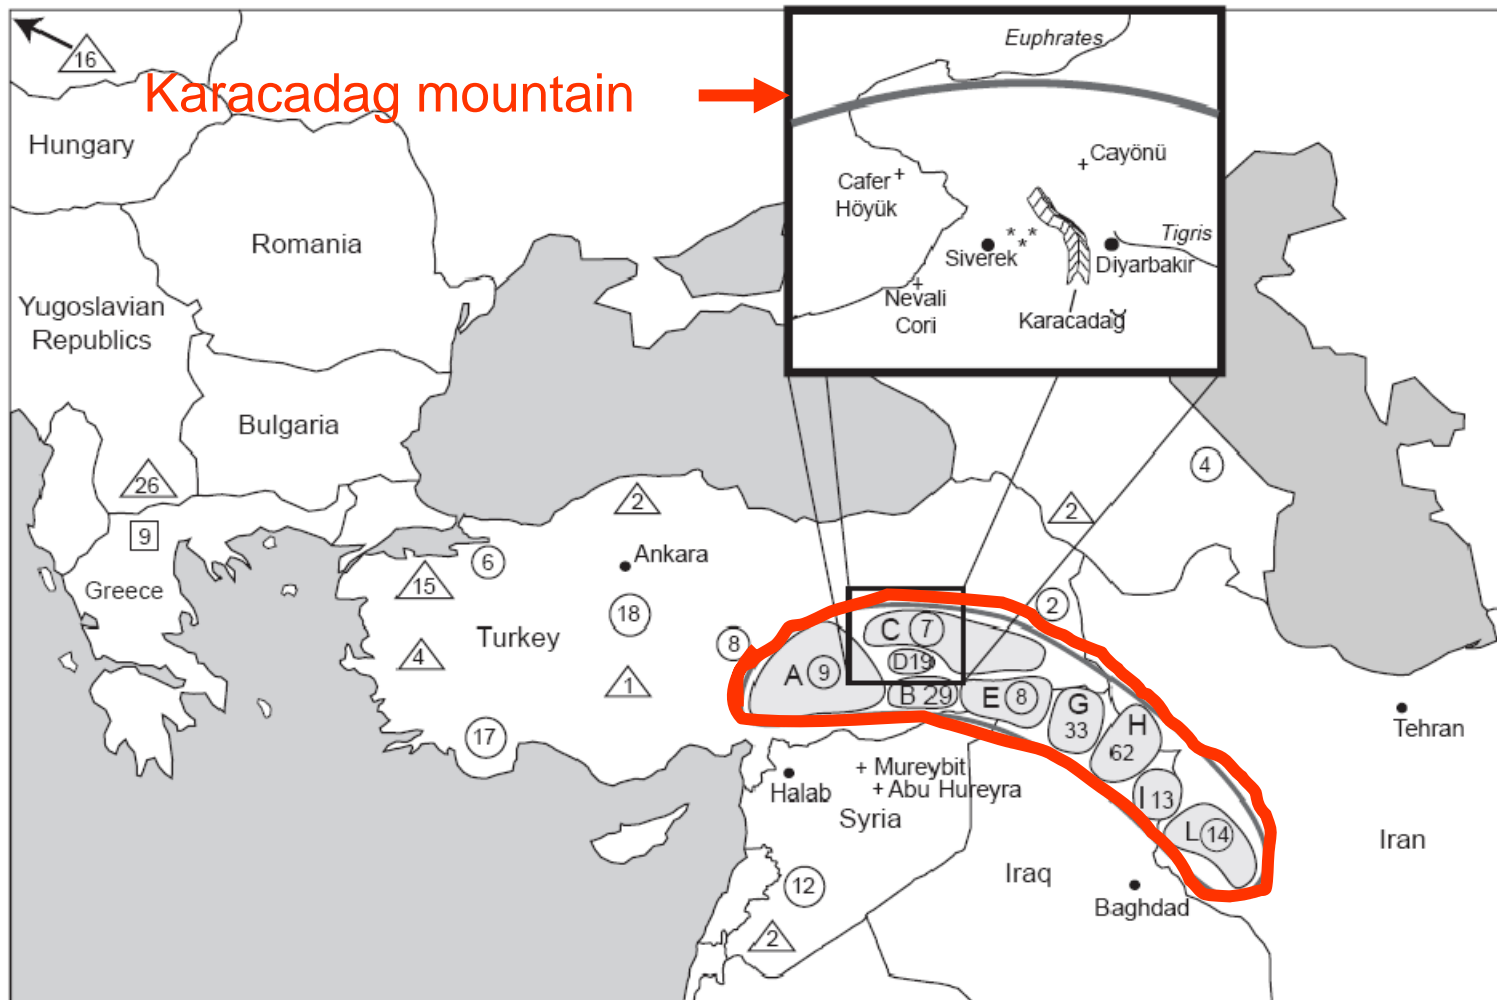 16
Karacadag mountain
Hungary
Romania
Yugoslavian
Republics
Bulgaria
26
9
Greece
Euphrates
Cayönü
Cafer
Höyük
Tigris
Siverek
Diyarbakır
Nevali
Cori
Karacadağ
* * *
*
4
2
2
6
Ankara
15
18
Turkey
4
1
8
17
2
C 7
D19
A 9
B 29
E 8
G
33
H
62
I 13
L 14
Tehran
Mureybit
Abu Hureyra
Halab
Syria
Iran
Iraq
12
Baghdad
2